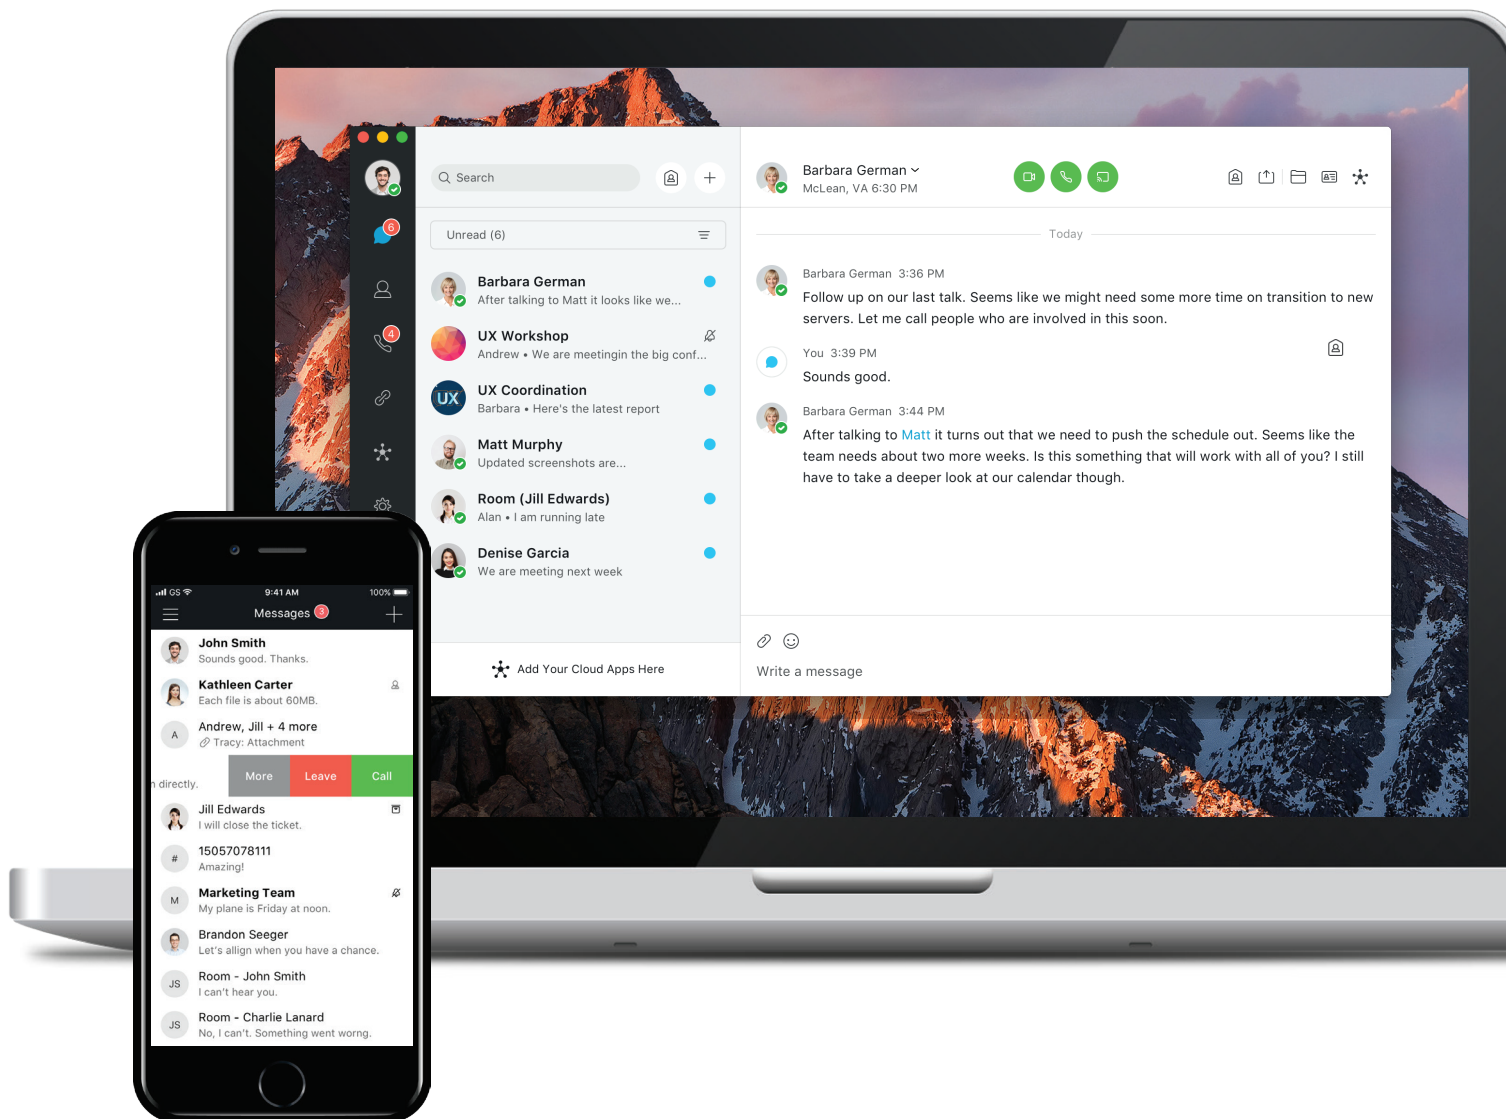 6
4
Search
Unread (6)
Barbara German
After talking to Matt it looks like we...
UX Workshop
Andrew • We are meetingin the big conf...
UX
UX Coordination
Barbara • Here's the latest report
Matt Murphy
Updated screenshots are...
Room (Jill Edwards)
Alan • I am running late
Denise Garcia
We are meeting next week
Add Your Cloud Apps Here
Barbara German
McLean, VA 6:30 PM
Today
Barbara German 3:36 PM
Follow up on our last talk. Seems like we might need some more time on transition to new
servers. Let me call people who are involved in this soon.
You 3:39 PM
Sounds good.
Barbara German 3:44 PM
After talking to Matt it turns out that we need to push the schedule out. Seems like the
team needs about two more weeks. Is this something that will work with all of you? I still
have to take a deeper look at our calendar though.
Write a message
GS 9:41 AM 100%
Messages 3
John Smith
Sounds good. Thanks.
Kathleen Carter
Each file is about 60MB.
A
Andrew, Jill + 4 more
Tracy: Attachment
directly.
More Leave Call
Jill Edwards
I will close the ticket.
#
15057078111
Amazing!
M
Marketing Team
My plane is Friday at noon.
Brandon Seeger
Let's allign when you have a chance.
JS
Room - John Smith
I can't hear you.
JS
Room - Charlie Lanard
No, I can't. Something went worng.